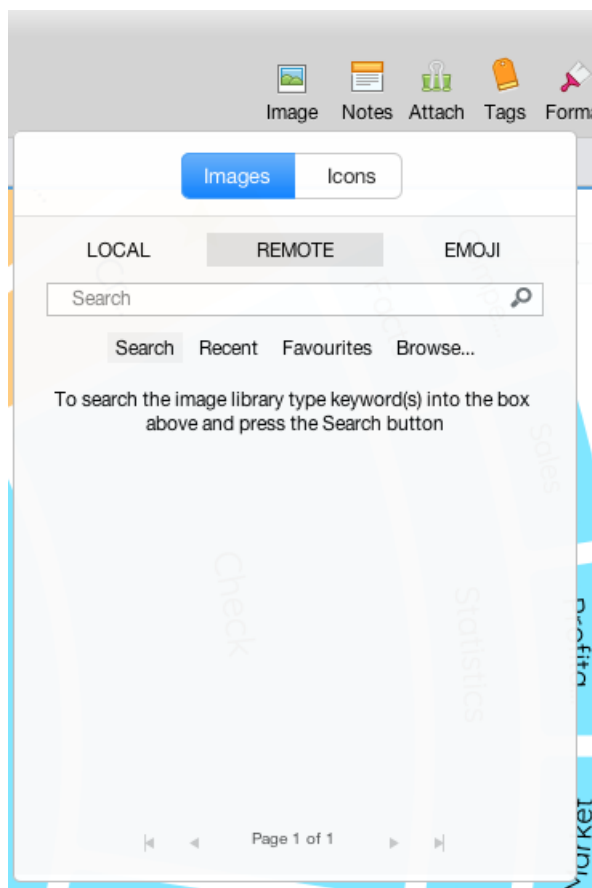 Image Notes Attach Tags Forma
Images Icons
LOCAL REMOTE EMOJI
Search
Search Recent Favourites Browse...
To search the image library type keyword(s) into the box
above and press the Search button
Sales
Check
Statistics
Profita
Market
Page 1 of 1